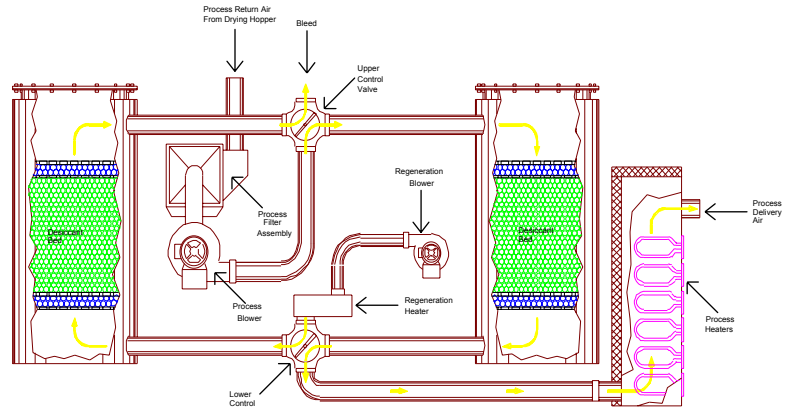 Process Return Air
From Drying Hopper
Bleed
Upper
Control
Valve
Regeneration
Blower
Desiccant
Bed
Process
Filter
Assembly
Desiccant
Bed
Process
Delivery
Air
Process
Blower
Regeneration
Heater
Process
Heaters
Lower
Control